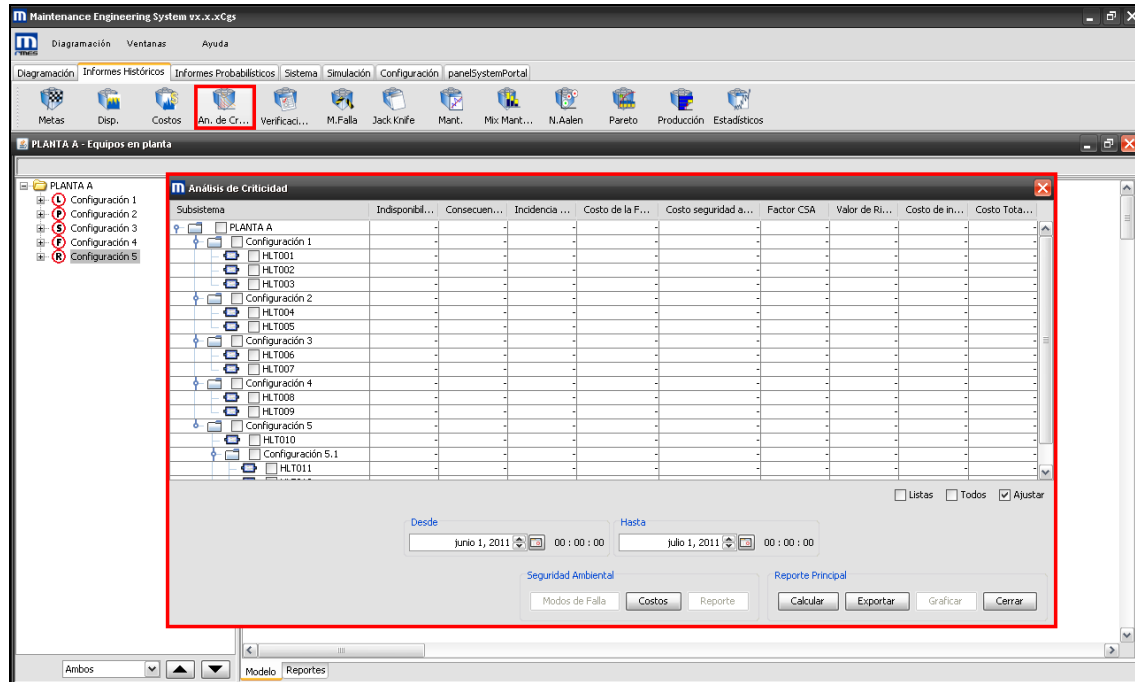 Maintenance Engineering System vx.x.xCgs
Diagramación Ventanas Ayuda
Diagramación Informes Históricos Informes Probabilísticos Sistema Simulación Configuración panelSystemPortal
Metas Disp. Costos An. de Cr... Verificaci... M.Falla Jack Knife Mant. Mix Mant... N.Aalen Pareto Producción Estadísticos
PLANTA A - Equipos en planta
PLANTA A
L Configuración 1
P Configuración 2
S Configuración 3
F Configuración 4
R Configuración 5
Análisis de Criticidad
Subsistema Indisponibil... Consecuen... Incidencia ... Costo de la F... Costo seguridad a... Factor CSA Valor de Ri... Costo de in... Costo Tota...
PLANTA A - - - - - - - - -
Configuración 1 - - - - - - - - -
HLT001 - - - - - - - - -
HLT002 - - - - - - - - -
HLT003 - - - - - - - - -
Configuración 2 - - - - - - - - -
HLT004 - - - - - - - - -
HLT005 - - - - - - - - -
Configuración 3 - - - - - - - - -
HLT006 - - - - - - - - -
HLT007 - - - - - - - - -
Configuración 4 - - - - - - - - -
HLT008 - - - - - - - - -
HLT009 - - - - - - - - -
Configuración 5 - - - - - - - - -
HLT010 - - - - - - - - -
Configuración 5.1 - - - - - - - - -
HLT011 - - - - - - - - -
Listas Todos Ajustar
Desde Hasta
junio 1, 2011 00 : 00 : 00 julio 1, 2011 00 : 00 : 00
Seguridad Ambiental Reporte Principal
Modos de Falla Costos Reporte Calcular Exportar Graficar Cerrar
Ambos Modelo Reportes